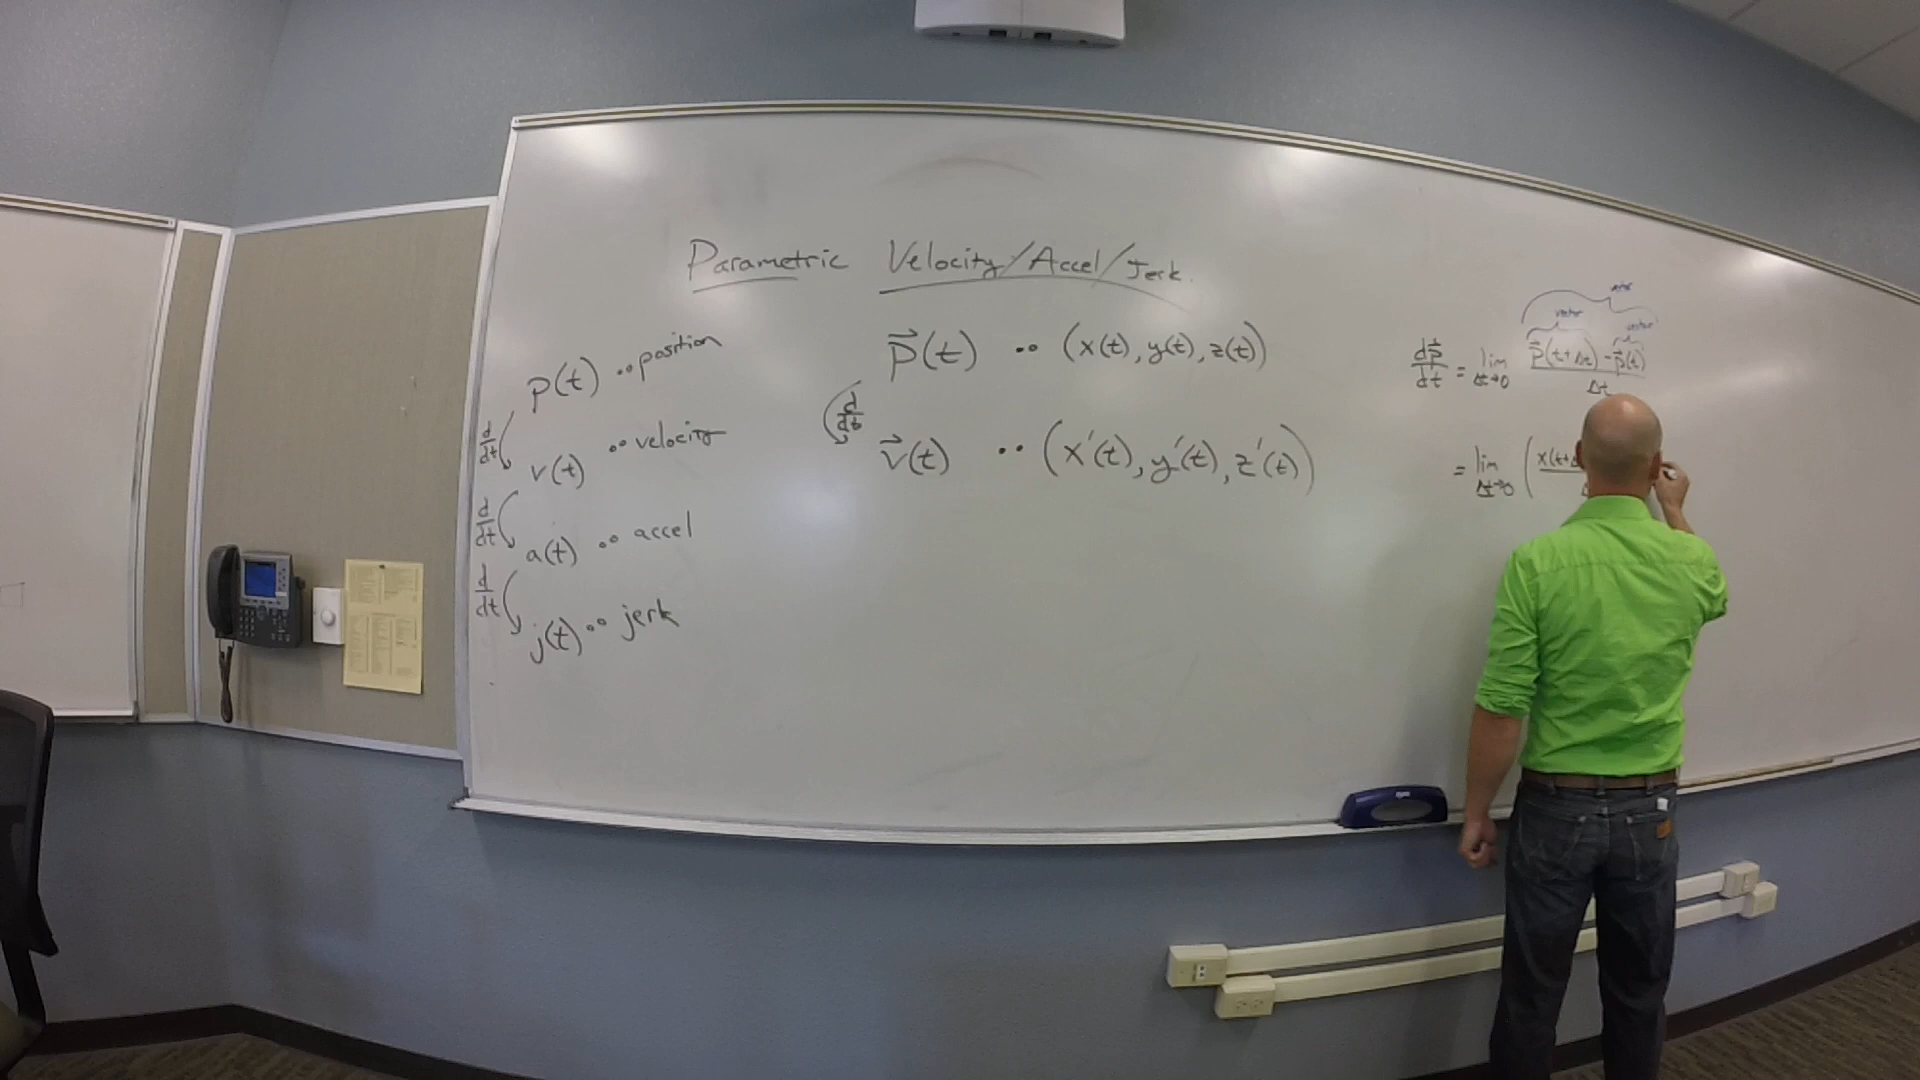 Parametric Velocity/Accel/Jerk.
p(t) •• position
d/dt
v(t) •• velocity
d/dt
a(t) •• accel
d/dt
j(t) •• jerk
p⃗(t) •• (x(t), y(t), z(t))
d/dt
v⃗(t) •• (x'(t), y'(t), z'(t))
vector
vector
dp⃗/dt = lim Δt→0 (p⃗(t+Δt) - p⃗(t))/Δt
= lim Δt→0 ( x(t+Δ